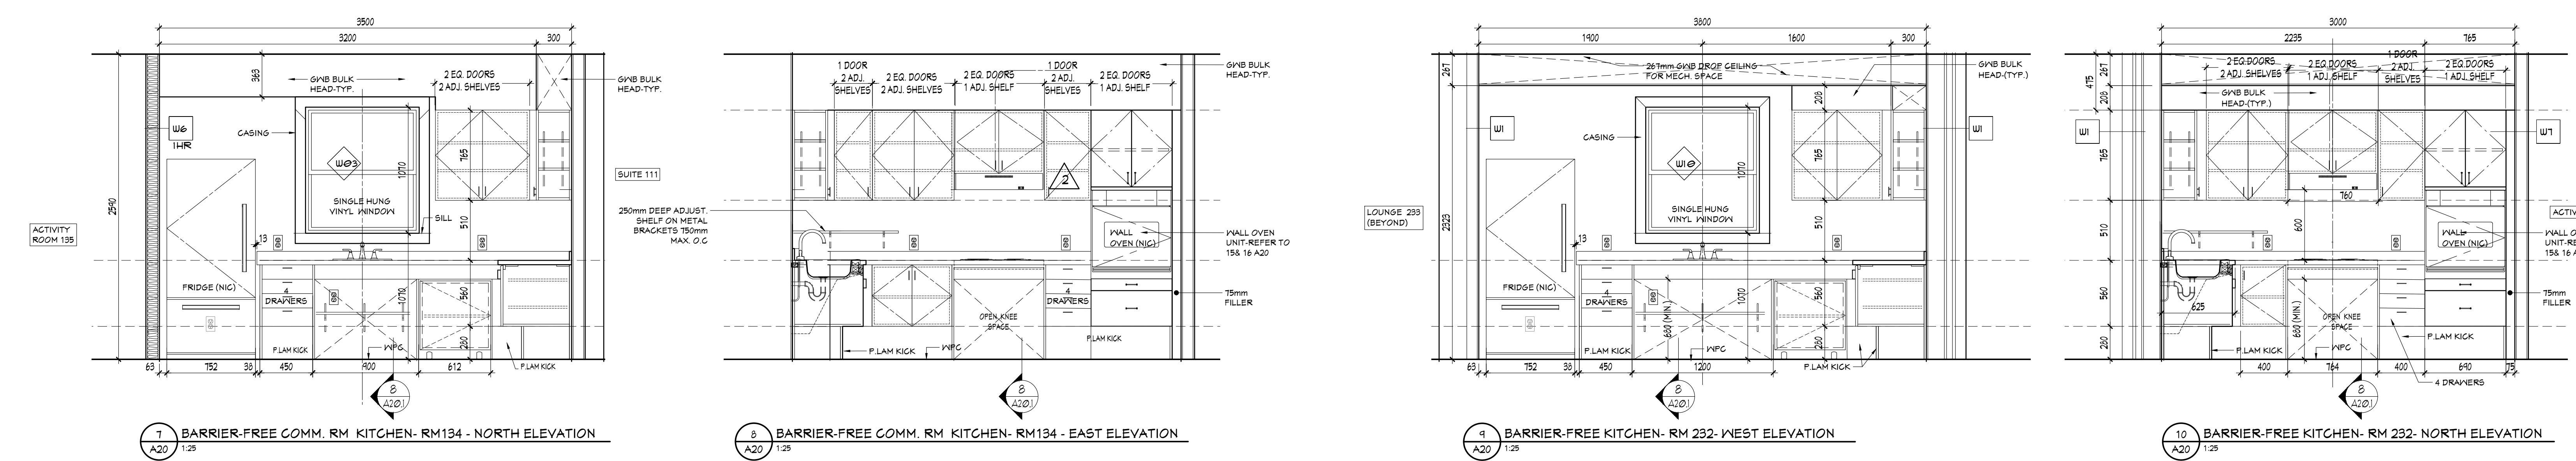 3500
3200
300
363
GWB BULK
HEAD-TYP.
2 EQ. DOORS
2 ADJ. SHELVES
GWB BULK
HEAD-TYP.
W6
1HR
CASING
W03
1070
765
SINGLE HUNG
VINYL WINDOW
SILL
510
SUITE 111
2590
ACTIVITY
ROOM 135
13
FRIDGE (NIC)
4
DRAWERS
1070
560
280
P.LAM KICK
WPC
P.LAM KICK
63
752
38
450
900
612
8
A20.1
7
A20
BARRIER-FREE COMM. RM KITCHEN- RM134 - NORTH ELEVATION
1:25
1 DOOR
2 ADJ.
SHELVES
2 EQ. DOORS
2 ADJ. SHELVES
2 EQ. DOORS
1 ADJ. SHELF
1 DOOR
2 ADJ.
SHELVES
2 EQ. DOORS
1 ADJ. SHELF
GWB BULK
HEAD-TYP.
2
250mm DEEP ADJUST.
SHELF ON METAL
BRACKETS 750mm
MAX. O.C
WALL
OVEN (NIC)
WALL OVEN
UNIT-REFER TO
15& 16 A20
4
DRAWERS
OPEN KNEE
SPACE
75mm
FILLER
P.LAM KICK
WPC
P.LAM KICK
8
A20.1
8
A20
BARRIER-FREE COMM. RM KITCHEN- RM134 - EAST ELEVATION
1:25
3800
1900
1600
300
267
267mm GWB DROP CEILING
FOR MECH. SPACE
GWB BULK
HEAD-(TYP.)
208
W1
CASING
W10
1070
765
W1
SINGLE HUNG
VINYL WINDOW
510
LOUNGE 233
(BEYOND)
2323
13
FRIDGE (NIC)
4
DRAWERS
680 (MIN.)
1070
560
280
P.LAM KICK
WPC
P.LAM KICK
63
752
38
450
1200
8
A20.1
9
A20
BARRIER-FREE KITCHEN- RM 232- WEST ELEVATION
1:25
3000
2235
765
475
267
208
2 EQ.DOORS
2 ADJ. SHELVES
2 EQ.DOORS
1 ADJ. SHELF
1 DOOR
2 ADJ.
SHELVES
2 EQ.DOORS
1 ADJ. SHELF
GWB BULK
HEAD-(TYP.)
W1
W7
765
760
510
600
WALL
OVEN (NIC)
560
625
680 (MIN.)
OPEN KNEE
SPACE
75mm
FILLER
280
P.LAM KICK
WPC
P.LAM KICK
400
764
400
690
75
4 DRAWERS
8
A20.1
10
A20
BARRIER-FREE KITCHEN- RM 232- NORTH ELEVATION
1:25